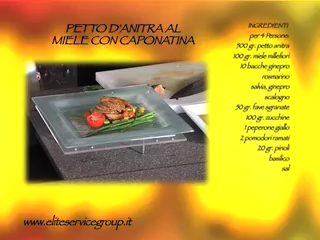 PETTO D'ANITRA AL
MIELE CON CAPONATINA
INGREDIENTI
per 4 Persone:
500 gr. petto anitra
100 gr. miele millefiori
10 bacche ginepro
rosmarino
salvia, ginepro
scalogno
50 gr. fave sgranate
100 gr. zucchine
1 peperone giallo
2 pomodori ramati
20 gr. pinoli
basilico
sal
www.eliteservicegroup.it